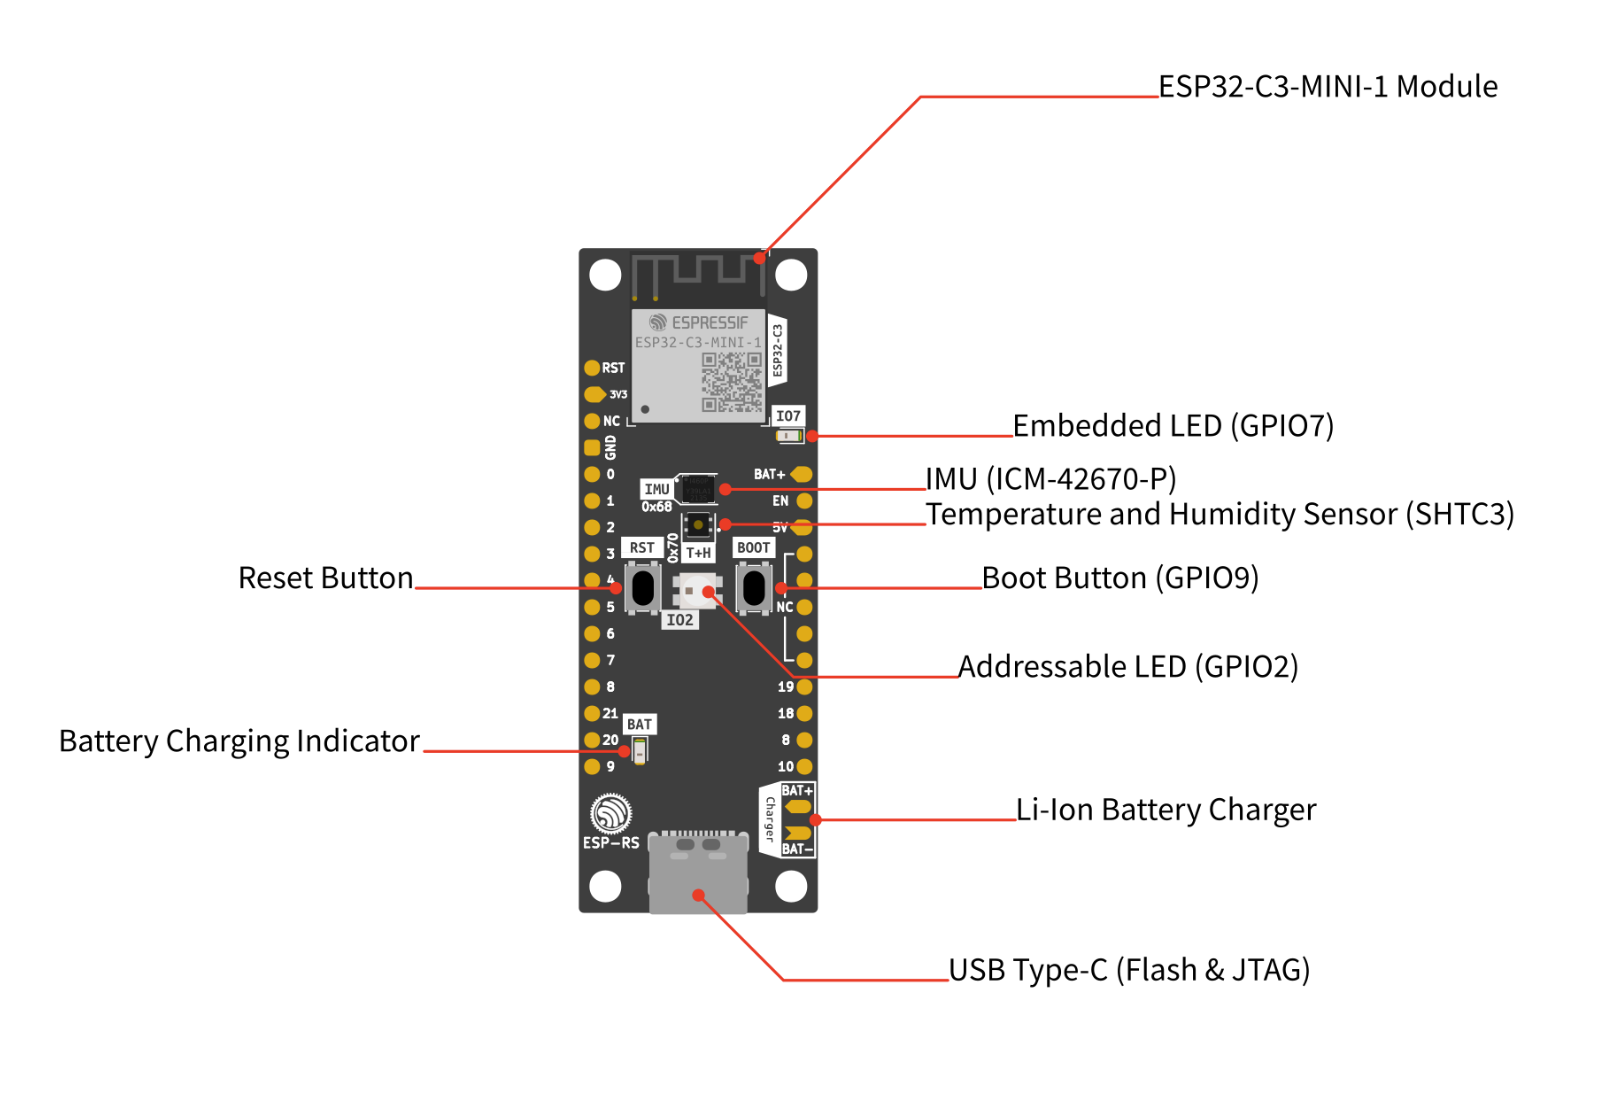 ESP32-C3-MINI-1 Module
ESPRESSIF
ESP32-C3-MINI-1
ESP32-C3
RST
3V3
NC
GND
IO7
Embedded LED (GPIO7)
0
1
2
3
4
5
6
7
8
21
20
9
BAT+
EN
5V
NC
19
18
8
10
IMU
0x68
IMU (ICM-42670-P)
Temperature and Humidity Sensor (SHTC3)
0x70
T+H
RST
BOOT
Reset Button
Boot Button (GPIO9)
IO2
Addressable LED (GPIO2)
BAT
Battery Charging Indicator
BAT+
Charger
BAT-
Li-Ion Battery Charger
ESP-RS
USB Type-C (Flash & JTAG)